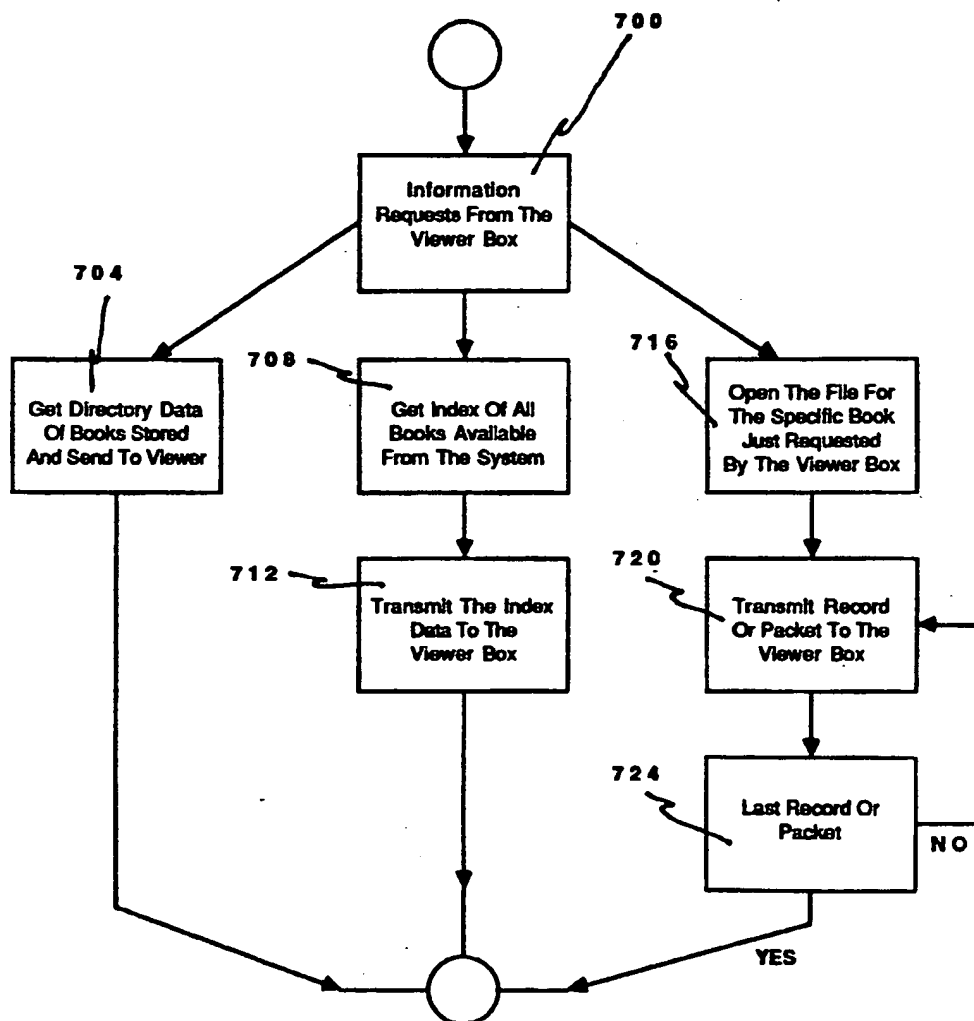 700
Information
Requests From The
Viewer Box
704
Get Directory Data
Of Books Stored
And Send To Viewer
708
Get Index Of All
Books Available
From The System
716
Open The File For
The Specific Book
Just Requested
By The Viewer Box
712
Transmit The Index
Data To The
Viewer Box
720
Transmit Record
Or Packet To The
Viewer Box
724
Last Record Or
Packet
NO
YES